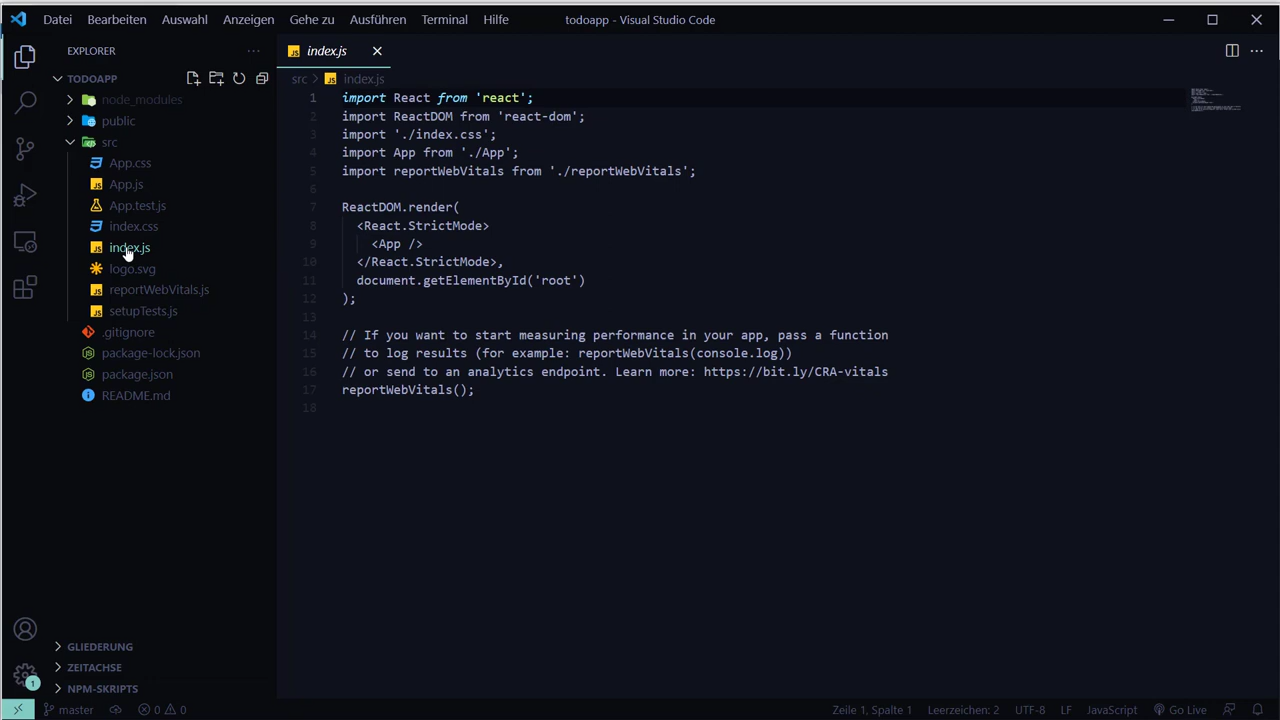 Datei Bearbeiten Auswahl Anzeigen Gehe zu Ausführen Terminal Hilfe todoapp - Visual Studio Code
EXPLORER
TODOAPP
node_modules
public
src
App.css
App.js
App.test.js
index.css
index.js
logo.svg
reportWebVitals.js
setupTests.js
.gitignore
package-lock.json
package.json
README.md
GLIEDERUNG
ZEITACHSE
NPM-SKRIPTS
1
JS index.js
src > JS index.js
1 import React from 'react';
2 import ReactDOM from 'react-dom';
3 import './index.css';
4 import App from './App';
5 import reportWebVitals from './reportWebVitals';
6
7 ReactDOM.render(
8 <React.StrictMode>
9 <App />
10 </React.StrictMode>,
11 document.getElementById('root')
12 );
13
14 // If you want to start measuring performance in your app, pass a function
15 // to log results (for example: reportWebVitals(console.log))
16 // or send to an analytics endpoint. Learn more: https://bit.ly/CRA-vitals
17 reportWebVitals();
18
master 0 0 Zeile 1, Spalte 1 Leerzeichen: 2 UTF-8 LF JavaScript Go Live